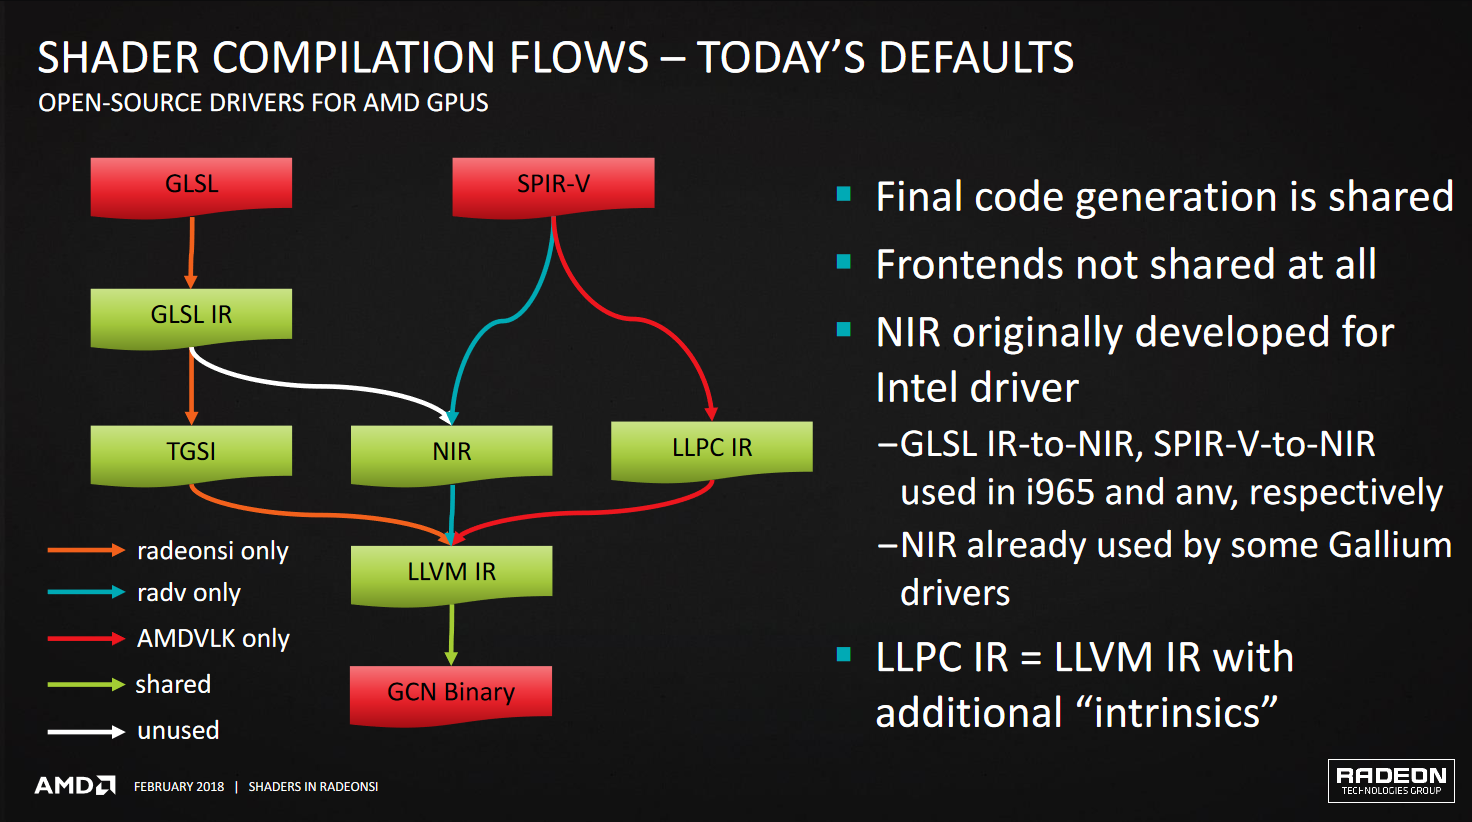 SHADER COMPILATION FLOWS – TODAY'S DEFAULTS
OPEN-SOURCE DRIVERS FOR AMD GPUS
GLSL
SPIR-V
GLSL IR
TGSI
NIR
LLPC IR
LLVM IR
GCN Binary
radeonsi only
radv only
AMDVLK only
shared
unused
Final code generation is shared
Frontends not shared at all
NIR originally developed for
Intel driver
–GLSL IR-to-NIR, SPIR-V-to-NIR
used in i965 and anv, respectively
–NIR already used by some Gallium
drivers
LLPC IR = LLVM IR with
additional “intrinsics”
AMD FEBRUARY 2018 | SHADERS IN RADEONSI
RADEON
TECHNOLOGIES GROUP